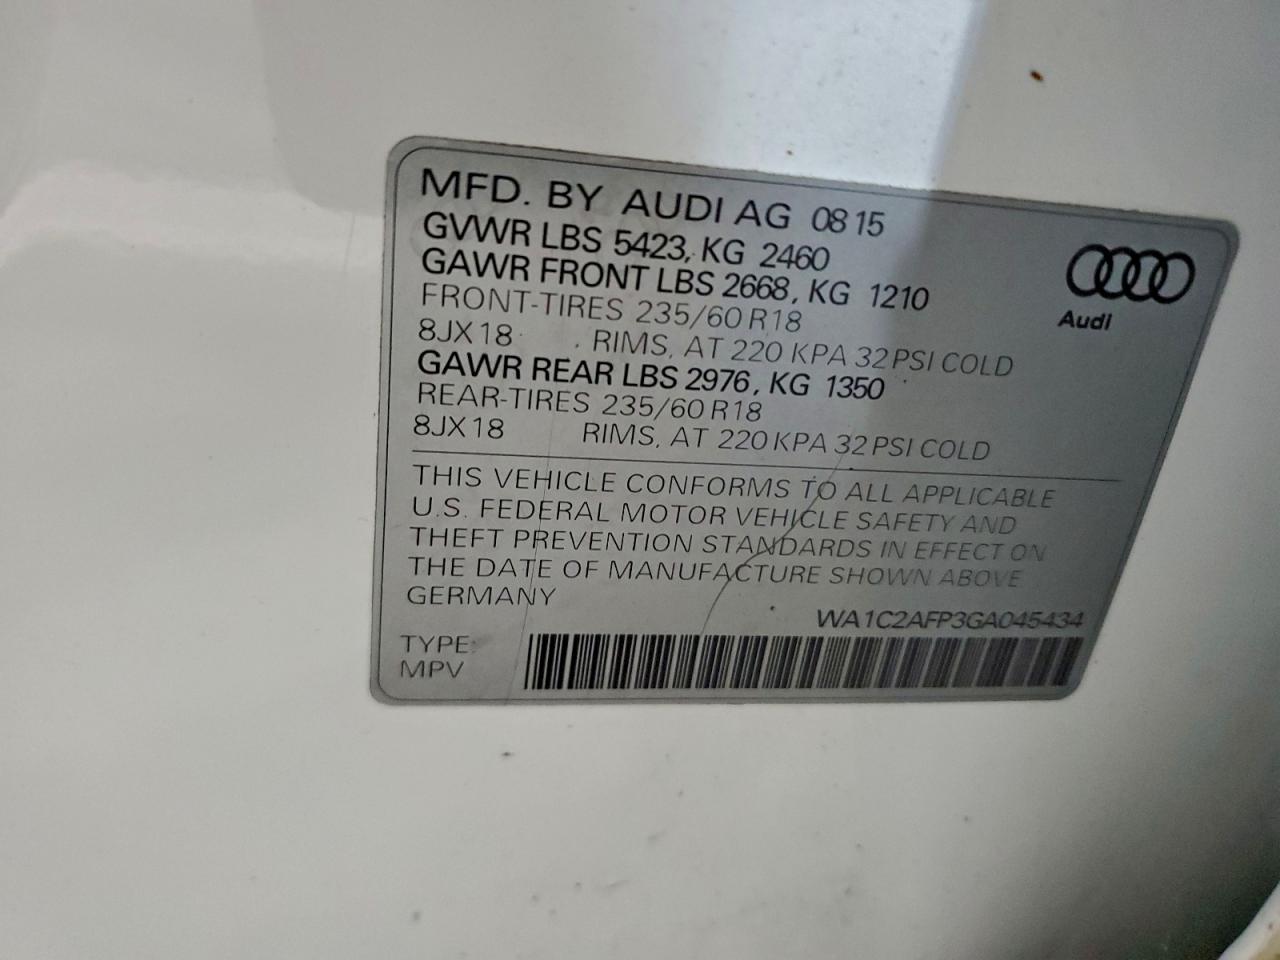 MFD. BY AUDI AG 08 15
GVWR LBS 5423, KG 2460
GAWR FRONT LBS 2668, KG 1210
FRONT-TIRES 235/60 R18
8JX18 RIMS, AT 220 KPA 32 PSI COLD
GAWR REAR LBS 2976, KG 1350
REAR-TIRES 235/60 R18
8JX18 RIMS, AT 220 KPA 32 PSI COLD
Audi
THIS VEHICLE CONFORMS TO ALL APPLICABLE
U.S. FEDERAL MOTOR VEHICLE SAFETY AND
THEFT PREVENTION STANDARDS IN EFFECT ON
THE DATE OF MANUFACTURE SHOWN ABOVE
GERMANY
WA1C2AFP3GA045434
TYPE:
MPV